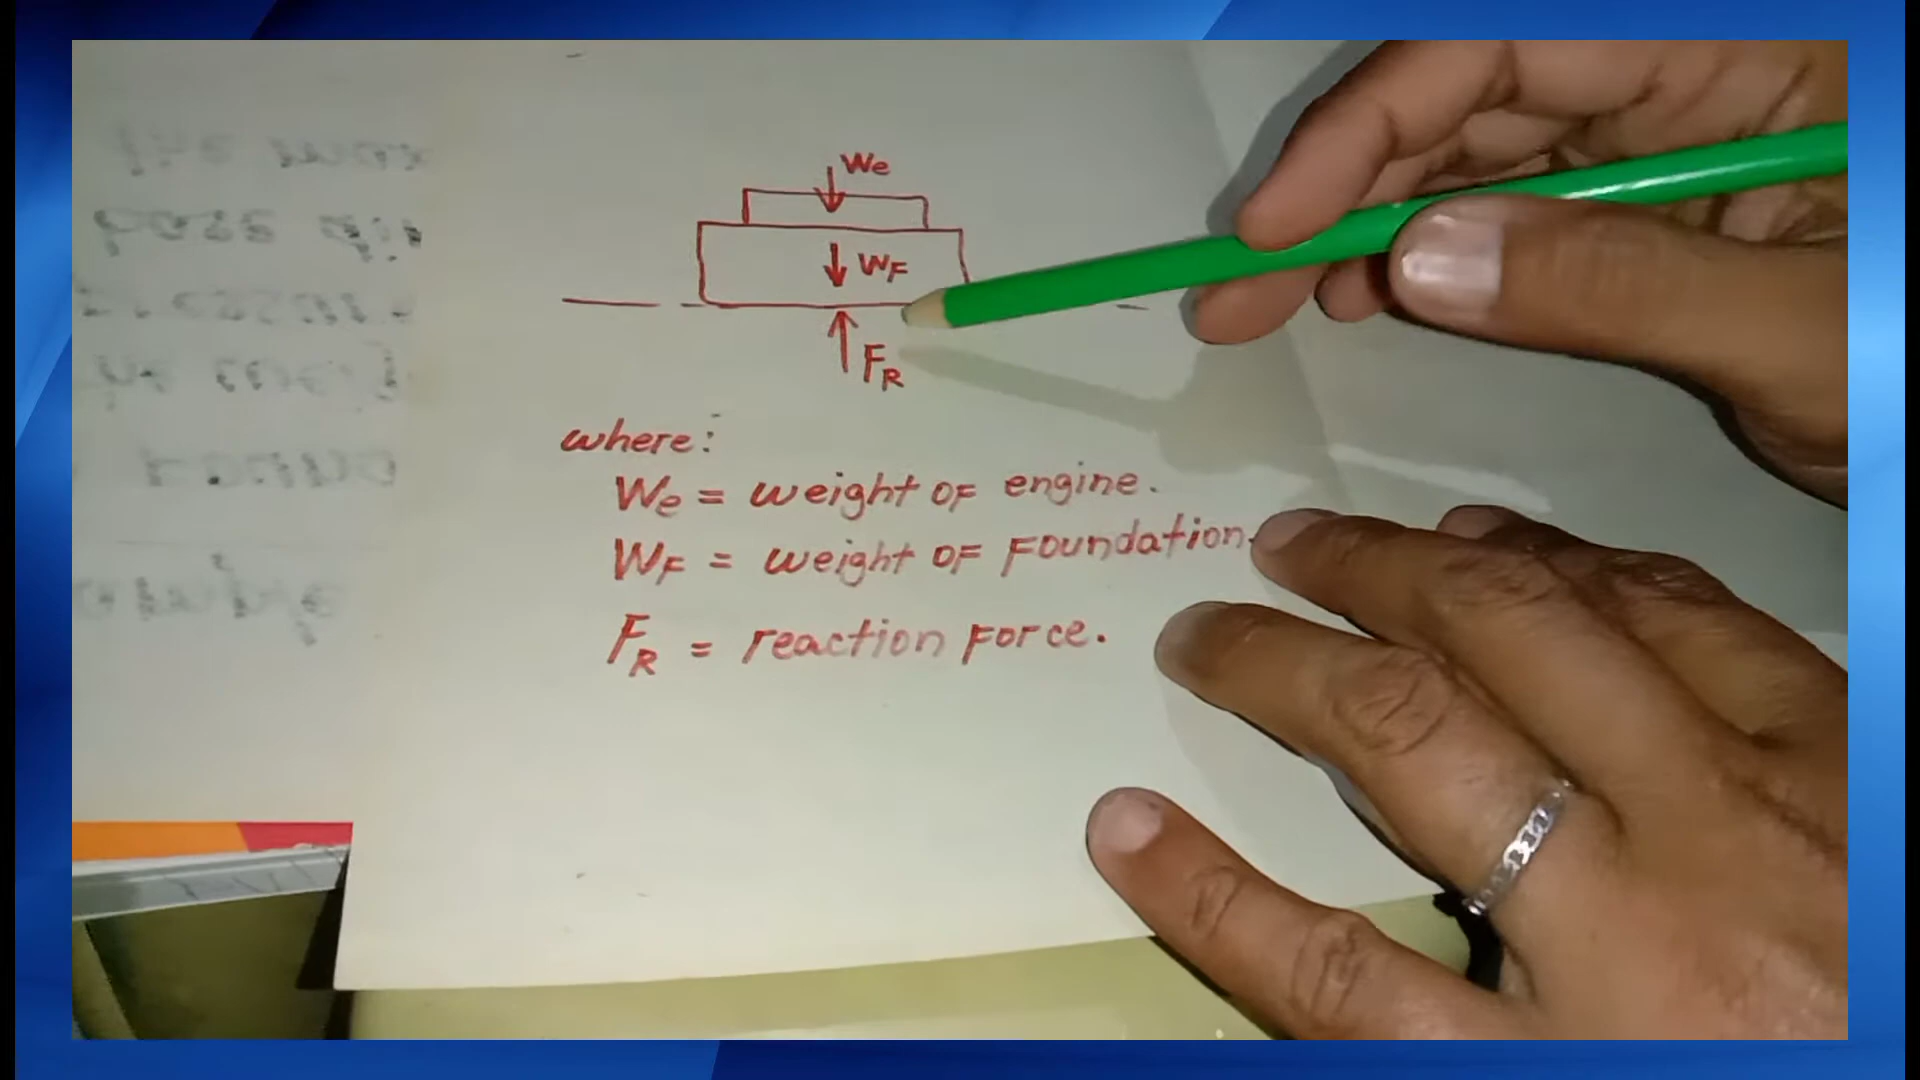 We
WF
FR
where:
We = weight of engine.
WF = weight of Foundation.
FR = reaction Force.